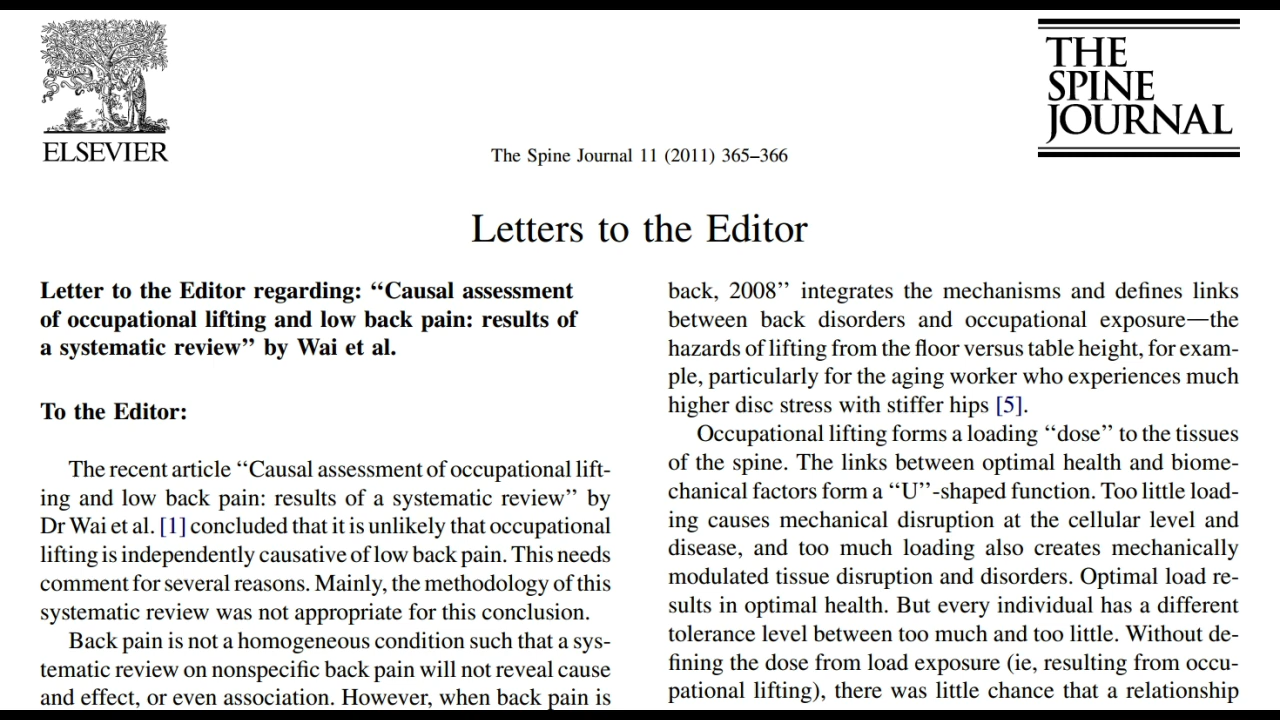 ELSEVIER
THE
SPINE
JOURNAL
The Spine Journal 11 (2011) 365–366
Letters to the Editor
Letter to the Editor regarding: ‘‘Causal assessment
of occupational lifting and low back pain: results of
a systematic review’’ by Wai et al.
To the Editor:
The recent article ‘‘Causal assessment of occupational lift-
ing and low back pain: results of a systematic review’’ by
Dr Wai et al. [1] concluded that it is unlikely that occupational
lifting is independently causative of low back pain. This needs
comment for several reasons. Mainly, the methodology of this
systematic review was not appropriate for this conclusion.
Back pain is not a homogeneous condition such that a sys-
tematic review on nonspecific back pain will not reveal cause
and effect, or even association. However, when back pain is
back, 2008’’ integrates the mechanisms and defines links
between back disorders and occupational exposure—the
hazards of lifting from the floor versus table height, for exam-
ple, particularly for the aging worker who experiences much
higher disc stress with stiffer hips [5].
Occupational lifting forms a loading ‘‘dose’’ to the tissues
of the spine. The links between optimal health and biome-
chanical factors form a ‘‘U’’-shaped function. Too little load-
ing causes mechanical disruption at the cellular level and
disease, and too much loading also creates mechanically
modulated tissue disruption and disorders. Optimal load re-
sults in optimal health. But every individual has a different
tolerance level between too much and too little. Without de-
fining the dose from load exposure (ie, resulting from occu-
pational lifting), there was little chance that a relationship